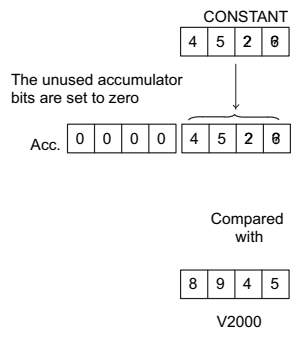 CONSTANT
4 5 2
The unused accumulator
bits are set to zero
Acc. 0 0 0 0 4 5 2
Compared
with
8 9 4 5
V2000